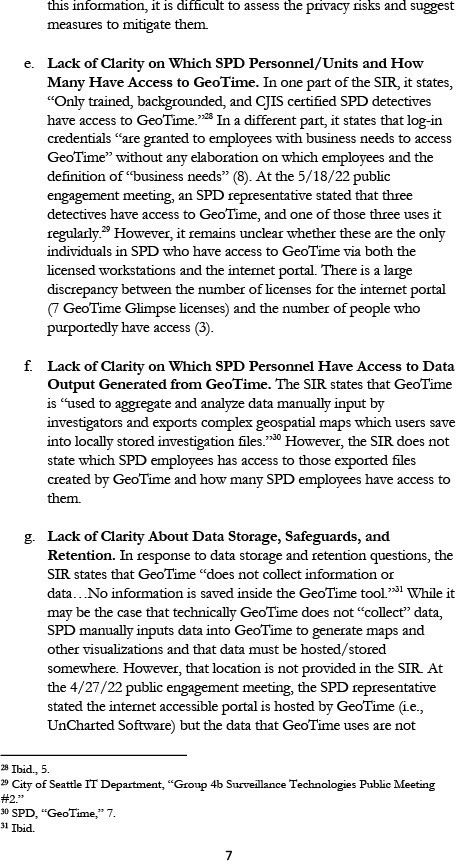 this information, it is difficult to assess the privacy risks and suggest
measures to mitigate them.
e. Lack of Clarity on Which SPD Personnel/Units and How
Many Have Access to GeoTime. In one part of the SIR, it states,
“Only trained, backgrounded, and CJIS certified SPD detectives
have access to GeoTime.”28 In a different part, it states that log-in
credentials “are granted to employees with business needs to access
GeoTime” without any elaboration on which employees and the
definition of “business needs” (8). At the 5/18/22 public
engagement meeting, an SPD representative stated that three
detectives have access to GeoTime, and one of those three uses it
regularly.29 However, it remains unclear whether these are the only
individuals in SPD who have access to GeoTime via both the
licensed workstations and the internet portal. There is a large
discrepancy between the number of licenses for the internet portal
(7 GeoTime Glimpse licenses) and the number of people who
purportedly have access (3).
f. Lack of Clarity on Which SPD Personnel Have Access to Data
Output Generated from GeoTime. The SIR states that GeoTime
is “used to aggregate and analyze data manually input by
investigators and exports complex geospatial maps which users save
into locally stored investigation files.”30 However, the SIR does not
state which SPD employees has access to those exported files
created by GeoTime and how many SPD employees have access to
them.
g. Lack of Clarity About Data Storage, Safeguards, and
Retention. In response to data storage and retention questions, the
SIR states that GeoTime “does not collect information or
data…No information is saved inside the GeoTime tool.”31 While it
may be the case that technically GeoTime does not “collect” data,
SPD manually inputs data into GeoTime to generate maps and
other visualizations and that data must be hosted/stored
somewhere. However, that location is not provided in the SIR. At
the 4/27/22 public engagement meeting, the SPD representative
stated the internet accessible portal is hosted by GeoTime (i.e.,
UnCharted Software) but the data that GeoTime uses are not
28 Ibid., 5.
29 City of Seattle IT Department, “Group 4b Surveillance Technologies Public Meeting
#2.”
30 SPD, “GeoTime,” 7.
31 Ibid.
7